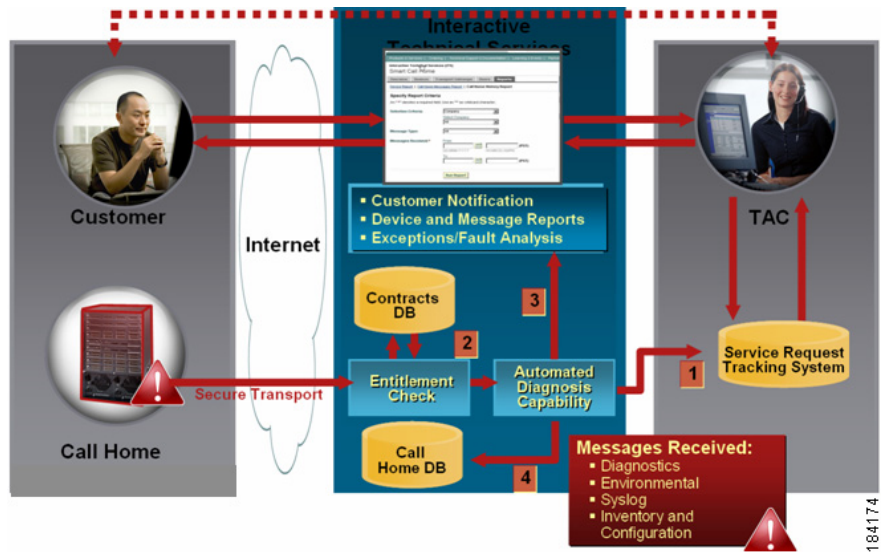 Interactive
Technical Services
Smart Call Home
Specify Report Criteria
Run Report
Customer
Internet
▪ Customer Notification
▪ Device and Message Reports
▪ Exceptions/Fault Analysis
TAC
Contracts
DB
3
2
Secure Transport
Entitlement
Check
Automated
Diagnosis
Capability
1
Service Request
Tracking System
Call Home
Call
Home DB
4
Messages Received:
▪ Diagnostics
▪ Environmental
▪ Syslog
▪ Inventory and
Configuration
184174